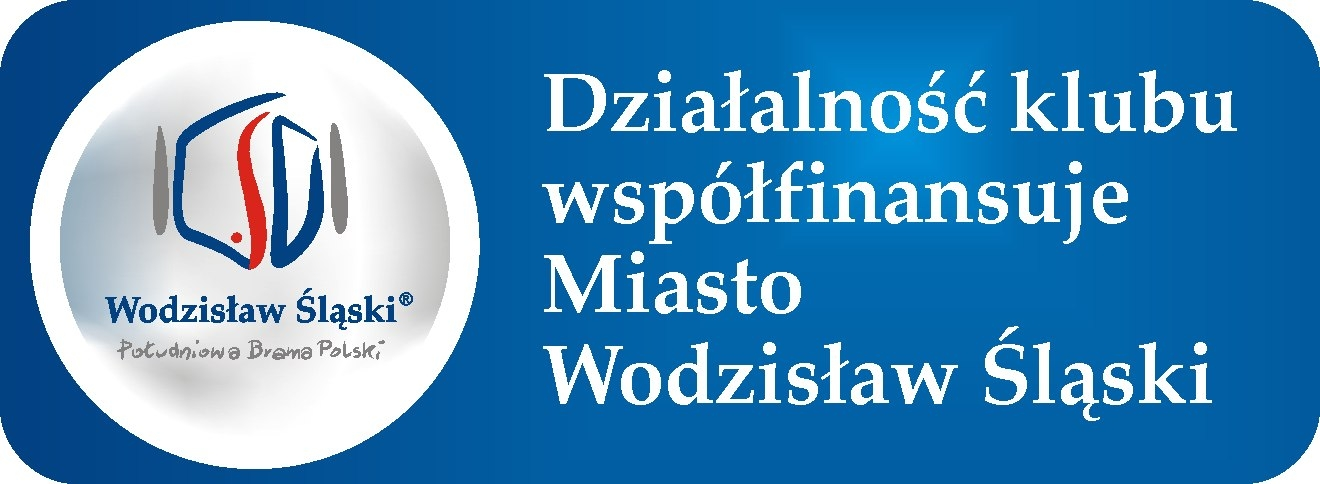 Wodzisław Śląski®
Południowa Brama Polski
Działalność klubu
współfinansuje
Miasto
Wodzisław Śląski